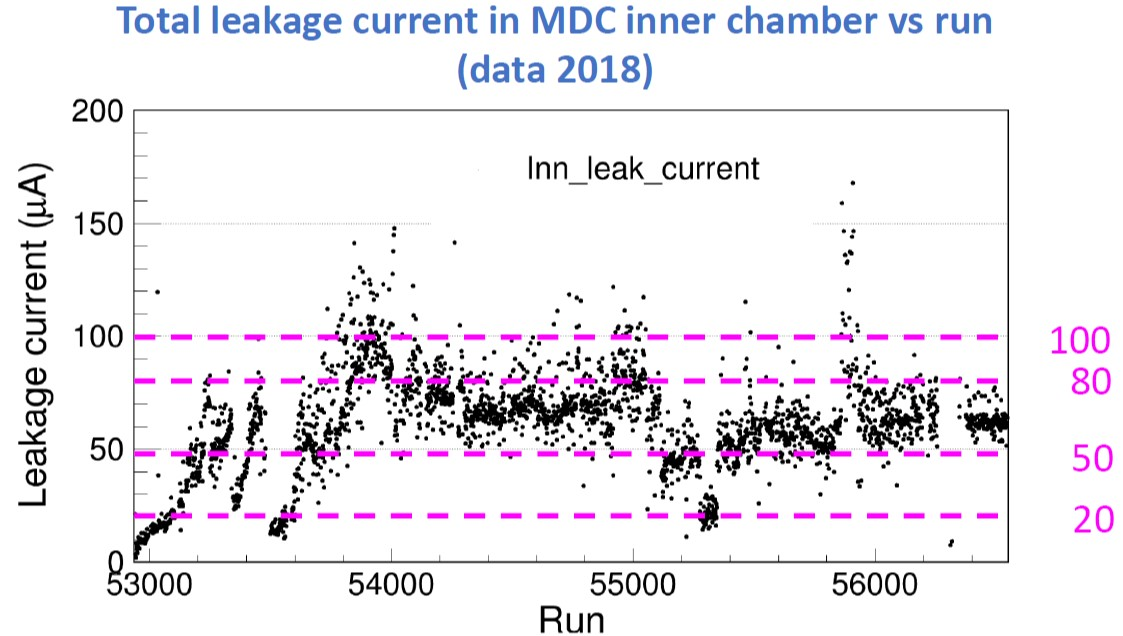 Total leakage current in MDC inner chamber vs run
(data 2018)
200
Inn_leak_current
150
100
100
80
50
50
20
0
53000 54000 55000 56000
Run
Leakage current (μA)